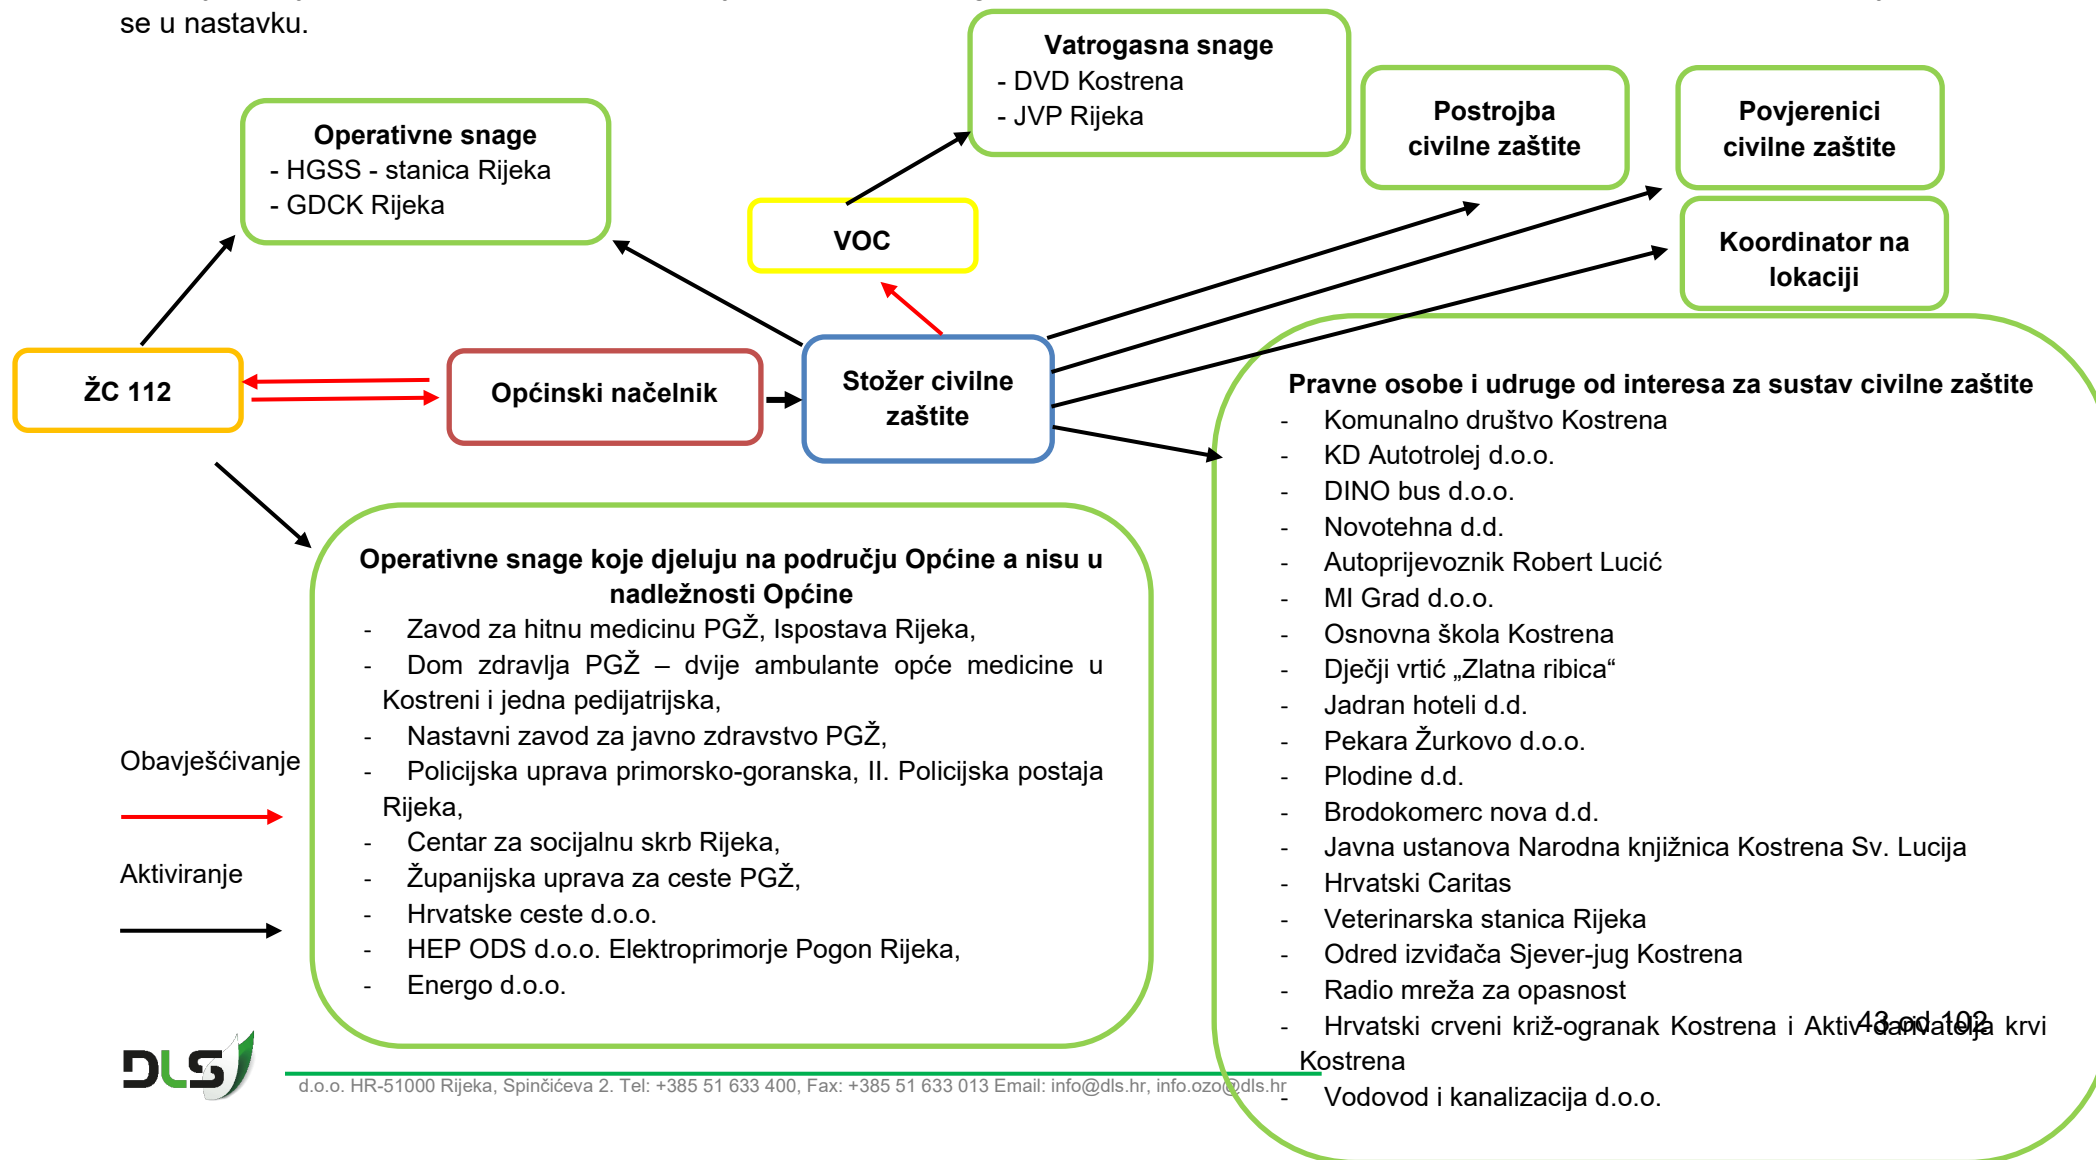 se u nastavku.
Vatrogasna snage
- DVD Kostrena
- JVP Rijeka
Operativne snage
- HGSS - stanica Rijeka
- GDCK Rijeka
Postrojba
civilne zaštite
Povjerenici
civilne zaštite
VOC
Koordinator na
lokaciji
ŽC 112
Općinski načelnik
Stožer civilne
zaštite
Pravne osobe i udruge od interesa za sustav civilne zaštite
- Komunalno društvo Kostrena
- KD Autotrolej d.o.o.
- DINO bus d.o.o.
- Novotehna d.d.
- Autoprijevoznik Robert Lucić
- MI Grad d.o.o.
- Osnovna škola Kostrena
- Dječji vrtić „Zlatna ribica“
- Jadran hoteli d.d.
- Pekara Žurkovo d.o.o.
- Plodine d.d.
- Brodokomerc nova d.d.
- Javna ustanova Narodna knjižnica Kostrena Sv. Lucija
- Hrvatski Caritas
- Veterinarska stanica Rijeka
- Odred izviđača Sjever-jug Kostrena
- Radio mreža za opasnost
- Hrvatski crveni križ-ogranak Kostrena i Aktiv darivatelja krvi
Kostrena
- Vodovod i kanalizacija d.o.o.
Operativne snage koje djeluju na području Općine a nisu u
nadležnosti Općine
- Zavod za hitnu medicinu PGŽ, Ispostava Rijeka,
- Dom zdravlja PGŽ – dvije ambulante opće medicine u
Kostreni i jedna pedijatrijska,
- Nastavni zavod za javno zdravstvo PGŽ,
- Policijska uprava primorsko-goranska, II. Policijska postaja
Rijeka,
- Centar za socijalnu skrb Rijeka,
- Županijska uprava za ceste PGŽ,
- Hrvatske ceste d.o.o.
- HEP ODS d.o.o. Elektroprimorje Pogon Rijeka,
- Energo d.o.o.
Obavješćivanje
Aktiviranje
43 od 102
DLS
d.o.o. HR-51000 Rijeka, Spinčićeva 2. Tel: +385 51 633 400, Fax: +385 51 633 013 Email: info@dls.hr, info.ozo@dls.hr